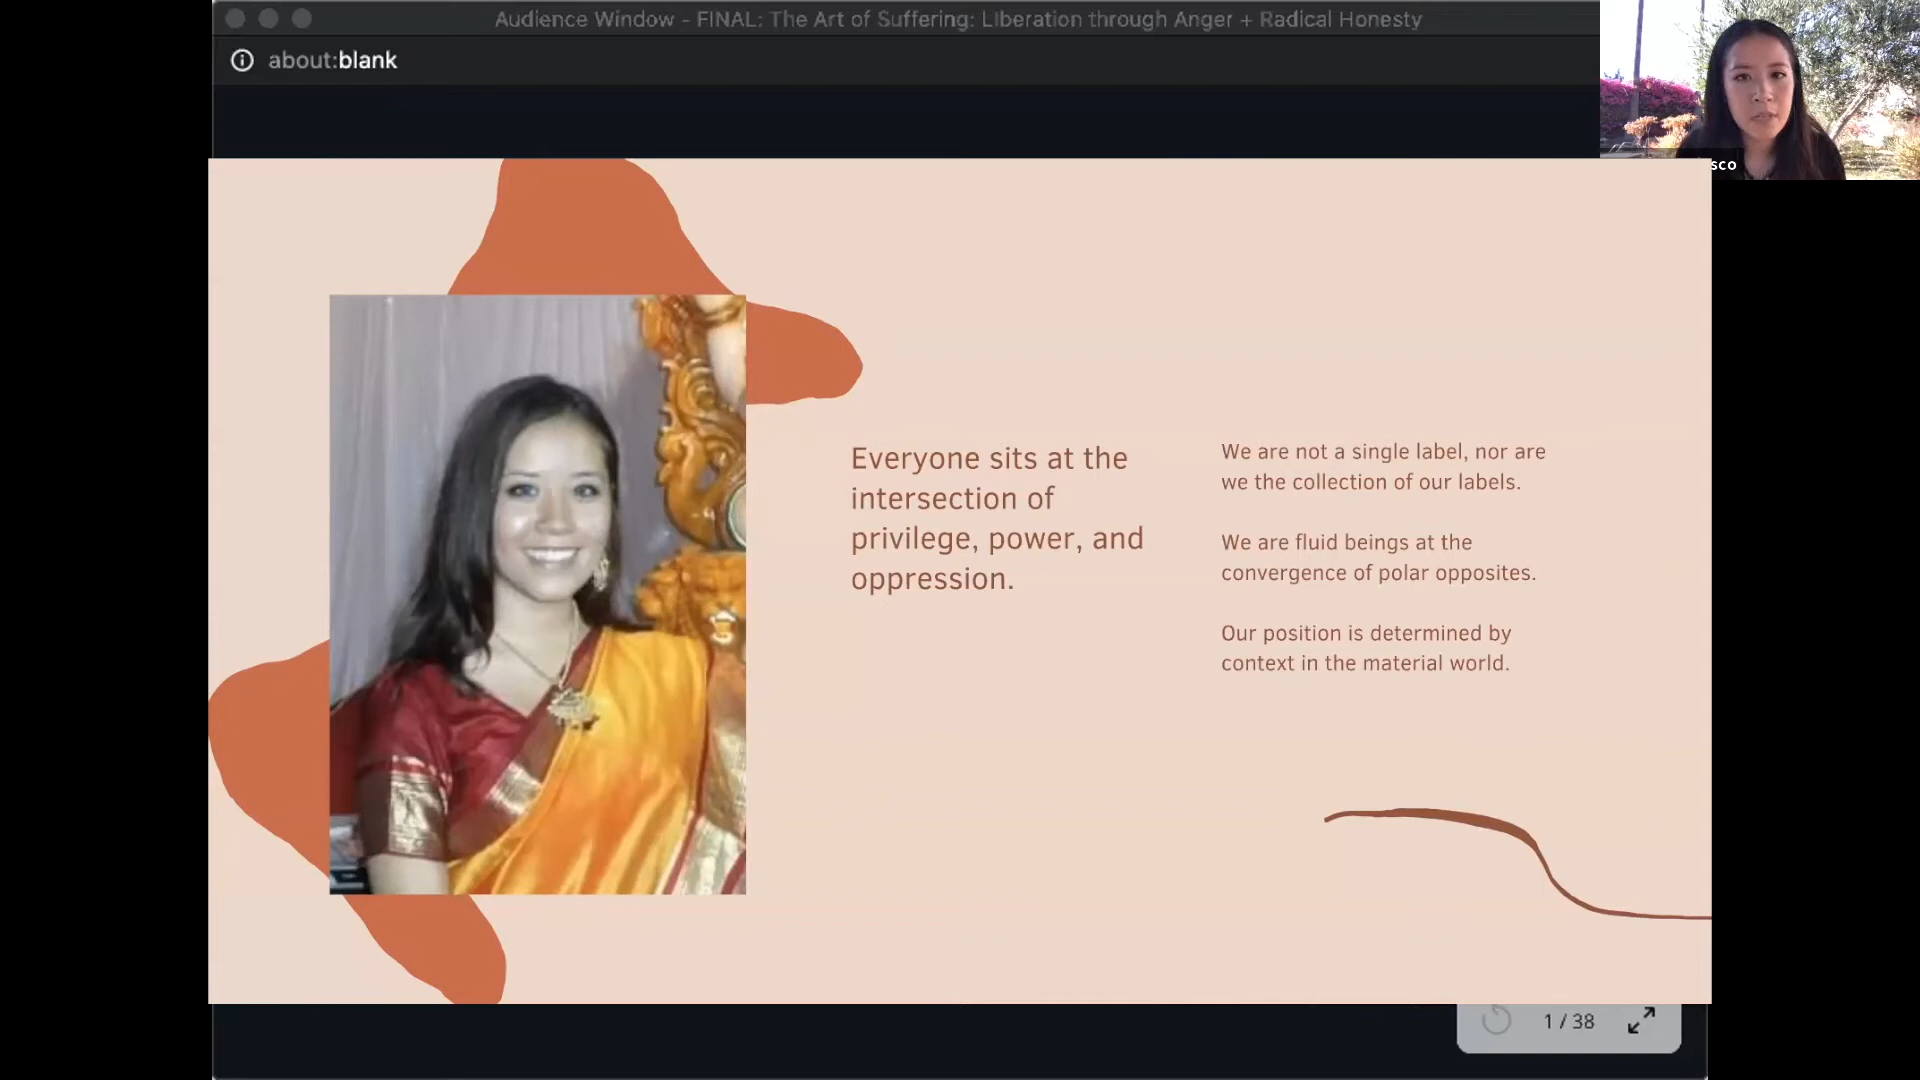 Audience Window - FINAL: The Art of Suffering: LIberation through Anger + Radical Honesty
about:blank
sco
Everyone sits at the
intersection of
privilege, power, and
oppression.
We are not a single label, nor are
we the collection of our labels.
We are fluid beings at the
convergence of polar opposites.
Our position is determined by
context in the material world.
1 / 38